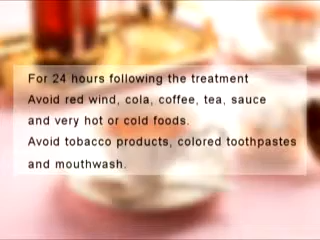 For 24 hours following the treatment
Avoid red wind, cola, coffee, tea, sauce
and very hot or cold foods.
Avoid tobacco products, colored toothpastes
and mouthwash.